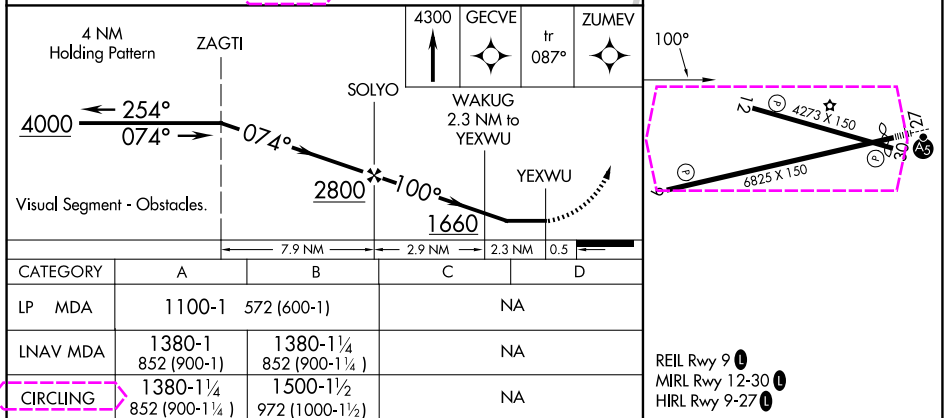 4 NM
Holding Pattern
ZAGTI
4300
GECVE
tr
087°
ZUMEV
SOLYO
WAKUG
2.3 NM to
YEXWU
YEXWU
254°
4000
074°
074°
2800
100°
1660
Visual Segment - Obstacles.
7.9 NM
2.9 NM
2.3 NM
0.5
CATEGORY A B C D
LP MDA 1100-1 572 (600-1) NA
LNAV MDA 1380-1 852 (900-1) 1380-1¼ 852 (900-1¼) NA
CIRCLING 1380-1¼ 852 (900-1¼) 1500-1½ 972 (1000-1½) NA
100°
12
P
4273 X 150
27
30
A5
P
P
6825 X 150
9
REIL Rwy 9 L
MIRL Rwy 12-30 L
HIRL Rwy 9-27 L